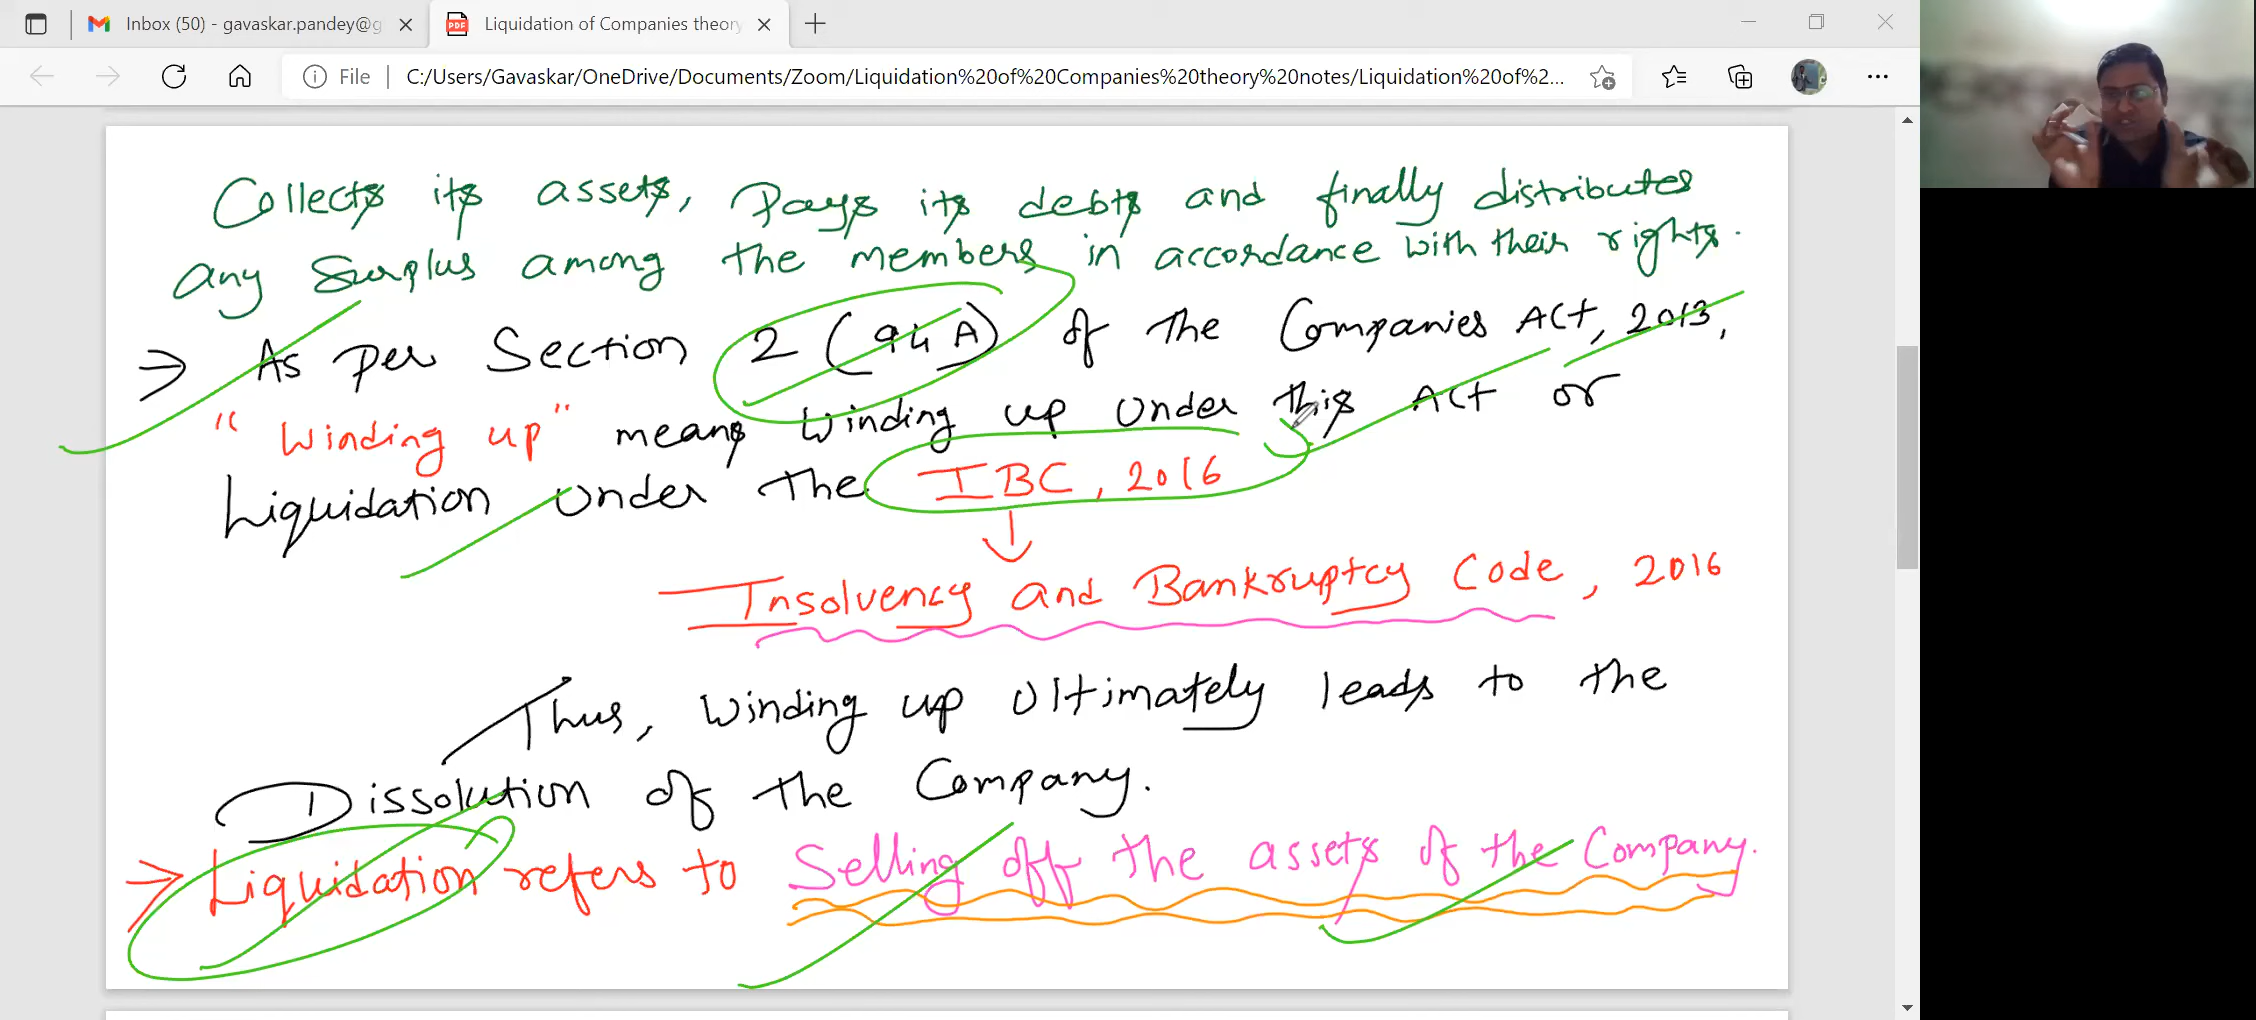 Inbox (50) - gavaskar.pandey@g
Liquidation of Companies theory
File
C:/Users/Gavaskar/OneDrive/Documents/Zoom/Liquidation%20of%20Companies%20theory%20notes/Liquidation%20of%2...
Collects its assets, Pays its debts and finally distributes
any Surplus among the members in accordance with their rights.
⇒ As per Section 2 (94A) of the Companies Act, 2013,
"Winding up" means winding up under this Act or
Liquidation under the IBC, 2016
Insolvency and Bankruptcy Code, 2016
Thus, winding up ultimately leads to the
Dissolution of the Company.
⇒ Liquidation refers to Selling off the assets of the Company.